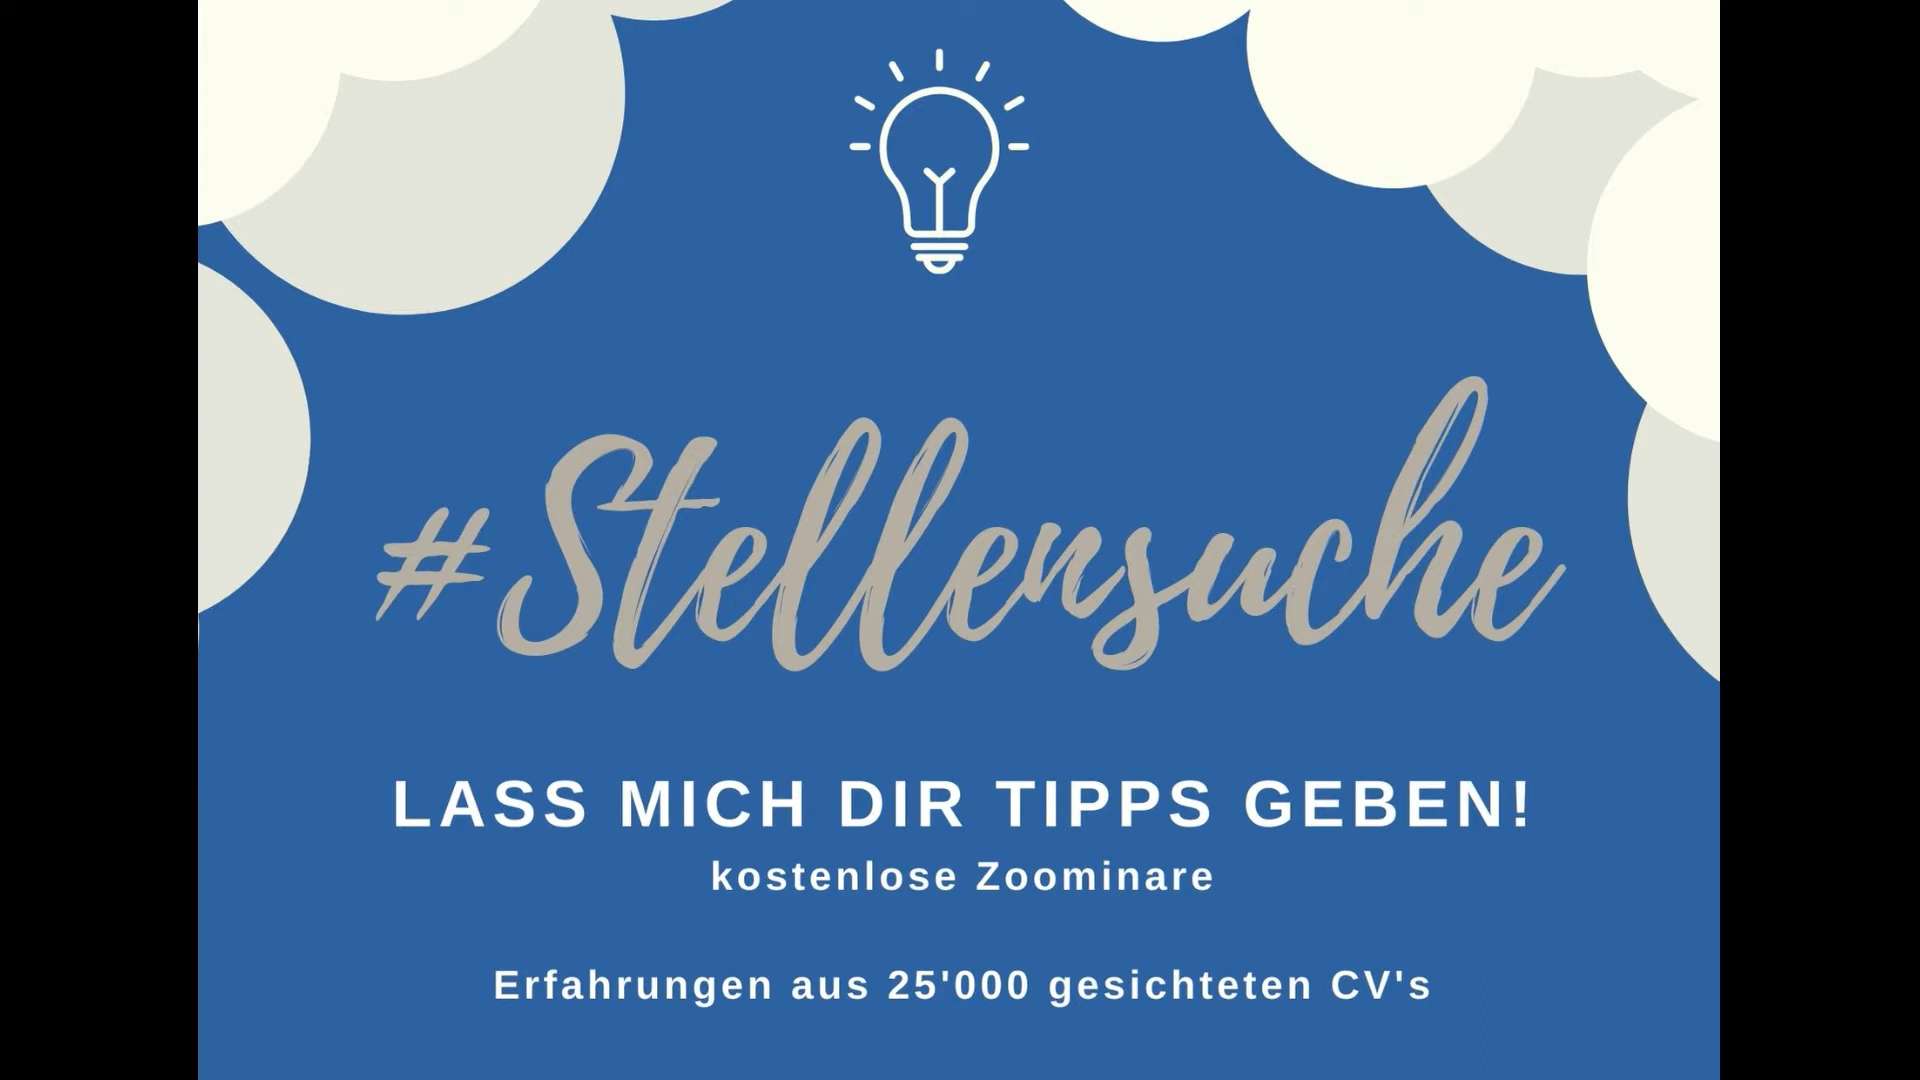 #Stellensuche
LASS MICH DIR TIPPS GEBEN!
kostenlose Zoominare
Erfahrungen aus 25'000 gesichteten CV's